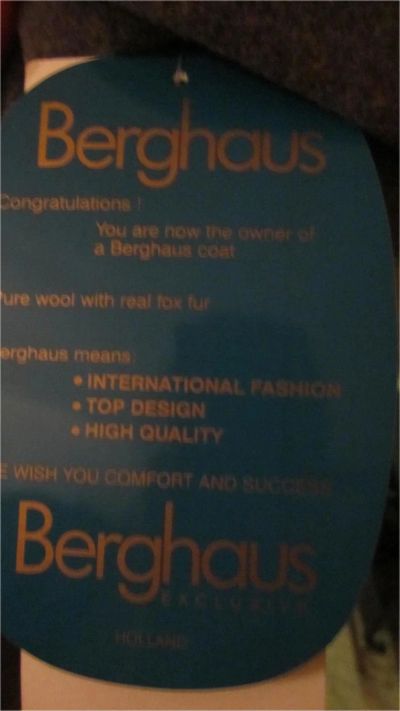 Berghaus
Congratulations !
You are now the owner of
a Berghaus coat
Pure wool with real fox fur
erghaus means
• INTERNATIONAL FASHION
• TOP DESIGN
• HIGH QUALITY
E WISH YOU COMFORT AND SUCCESS
Berghaus
EXCLUSIVE
HOLLAND